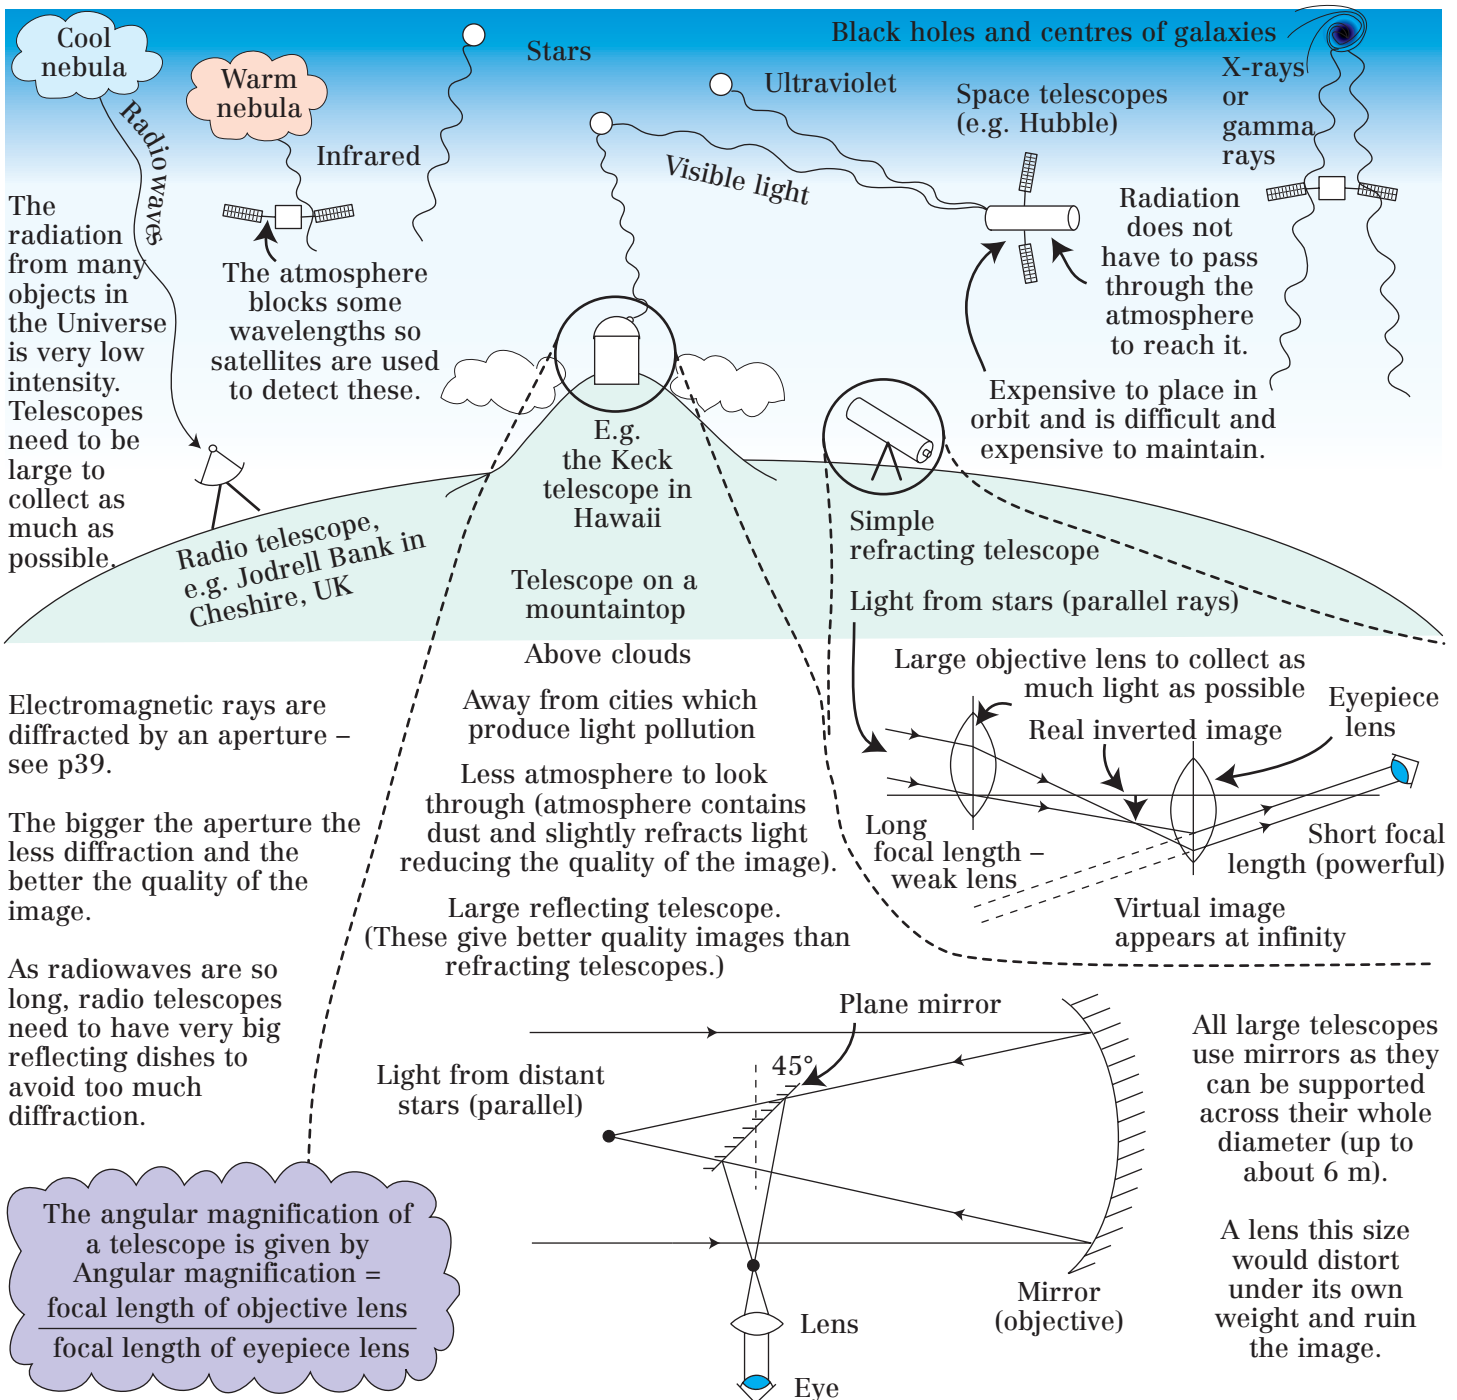 Cool
nebula
Radiowaves
Warm
nebula
Infrared
Stars
Ultraviolet
Visible light
Black holes and centres of galaxies
X-rays
or
gamma
rays
Space telescopes
(e.g. Hubble)
Radiation
does not
have to pass
through the
atmosphere
to reach it.
Expensive to place in
orbit and is difficult and
expensive to maintain.
The
radiation
from many
objects in
the Universe
is very low
intensity.
Telescopes
need to be
large to
collect as
much as
possible.
The atmosphere
blocks some
wavelengths so
satellites are used
to detect these.
Radio telescope,
e.g. Jodrell Bank in
Cheshire, UK
E.g.
the Keck
telescope in
Hawaii
Telescope on a
mountaintop
Above clouds
Away from cities which
produce light pollution
Less atmosphere to look
through (atmosphere contains
dust and slightly refracts light
reducing the quality of the image).
Large reflecting telescope.
(These give better quality images than
refracting telescopes.)
Simple
refracting telescope
Light from stars (parallel rays)
Large objective lens to collect as
much light as possible
Real inverted image
Eyepiece
lens
Long
focal length –
weak lens
Short focal
length (powerful)
Virtual image
appears at infinity
Electromagnetic rays are
diffracted by an aperture –
see p39.
The bigger the aperture the
less diffraction and the
better the quality of the
image.
As radiowaves are so
long, radio telescopes
need to have very big
reflecting dishes to
avoid too much
diffraction.
The angular magnification of
a telescope is given by
Angular magnification =
focal length of objective lens
focal length of eyepiece lens
Plane mirror
45°
Light from distant
stars (parallel)
Mirror
(objective)
Lens
Eye
All large telescopes
use mirrors as they
can be supported
across their whole
diameter (up to
about 6 m).
A lens this size
would distort
under its own
weight and ruin
the image.